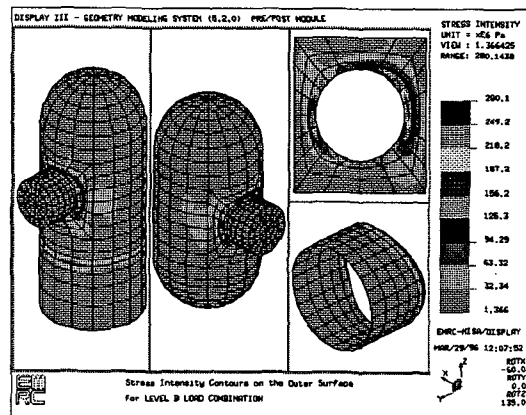 DISPLAY III - GEOMETRY MODELING SYSTEM (5.2.0) PRE/POST MODULE
STRESS INTENSITY
UNIT = xE6 Pa
VIEW : 1.366425
RANGE: 280.1438
280.1
249.2
218.2
187.2
156.2
125.3
94.29
63.32
32.34
1.366
EMRC-NISA/DISPLAY
MAR/29/96 12:07:52
ROTX
-60.0
ROTY
0.0
ROTZ
135.0
Z
X
Y
EMRC
Stress Intensity Contours on the Outer Surface
for LEVEL B LOAD COMBINATION